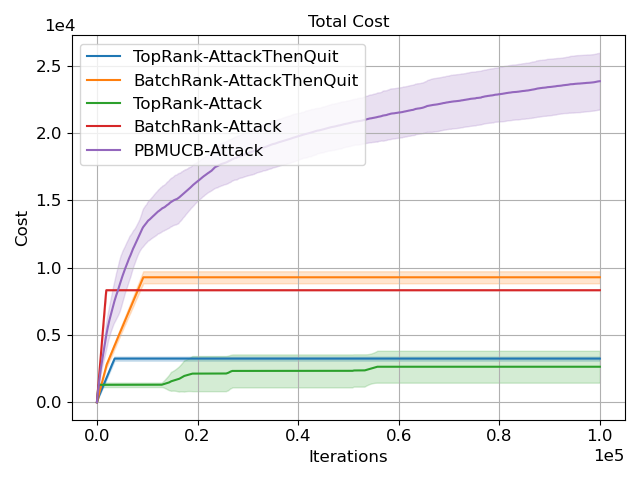 Total Cost
1e4
TopRank-AttackThenQuit
BatchRank-AttackThenQuit
TopRank-Attack
BatchRank-Attack
PBMUCB-Attack
2.5
2.0
1.5
1.0
0.5
0.0
Cost
0.0 0.2 0.4 0.6 0.8 1.0
Iterations
1e5